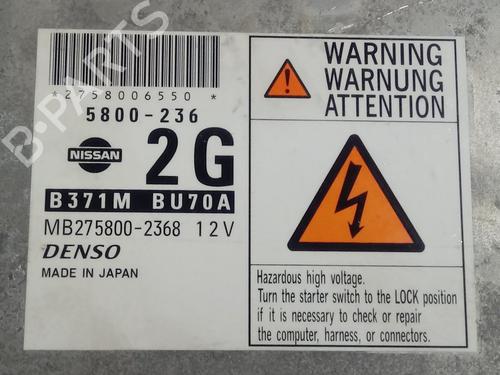 *2758006550*
5800-236
NISSAN
2G
B371M BU70A
MB275800-2368 12V
DENSO
MADE IN JAPAN
WARNING
WARNUNG
ATTENTION
Hazardous high voltage.
Turn the starter switch to the LOCK position
if it is necessary to check or repair
the computer, harness, or connectors.
B-PARTS